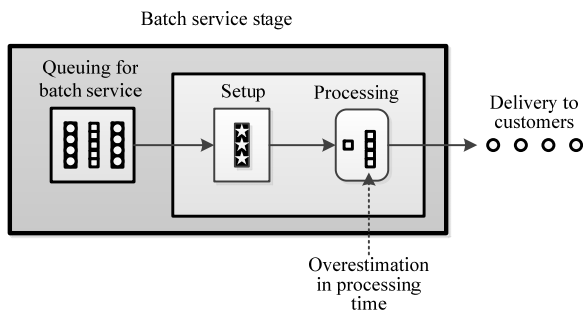 Batch service stage
Queuing for
batch service
Setup
Processing
Delivery to
customers
Overestimation
in processing
time